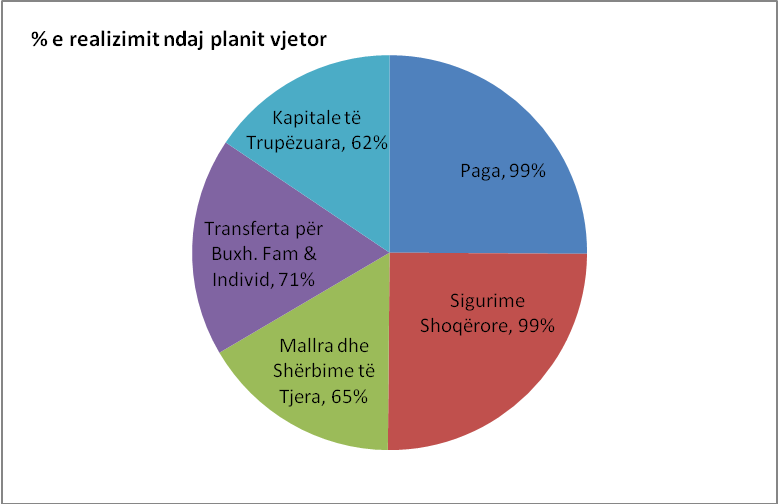 % e realizimit ndaj planit vjetor
Kapitale të
Trupëzuara, 62%
Paga, 99%
Transferta për
Buxh. Fam &
Individ, 71%
Sigurime
Shoqërore, 99%
Mallra dhe
Shërbime të
Tjera, 65%